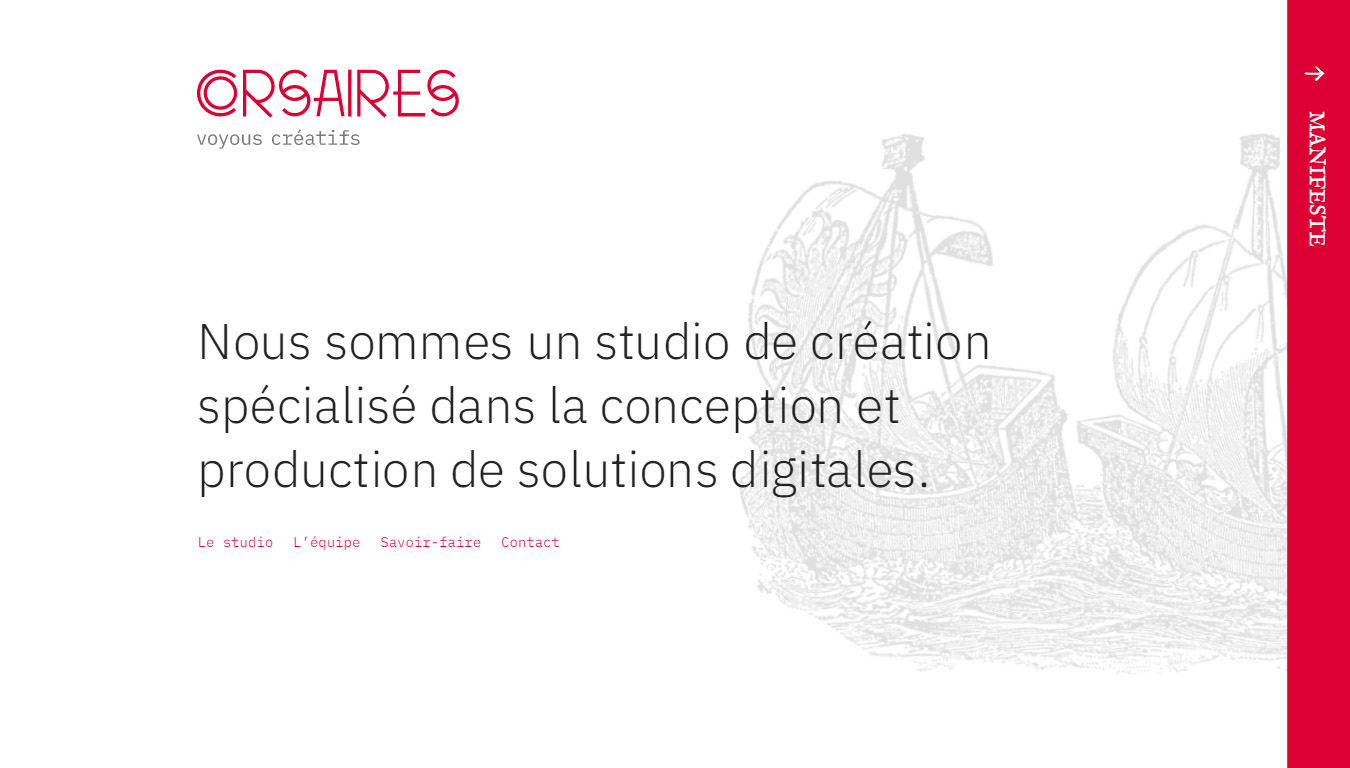 CORSAIRES
voyous créatifs
Nous sommes un studio de création
spécialisé dans la conception et
production de solutions digitales.
Le studio L’équipe Savoir-faire Contact
→ MANIFESTE